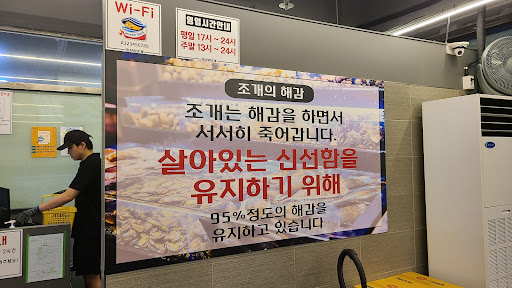 Wi-Fi
A123456789
영업시간안내
평일 17시 ~ 24시
주말 13시 ~ 24시
조개의 해감
조개는 해감을 하면서
서서히 죽어갑니다.
살아있는 신선함을
유지하기 위해
95%정도의 해감을
유지하고 있습니다